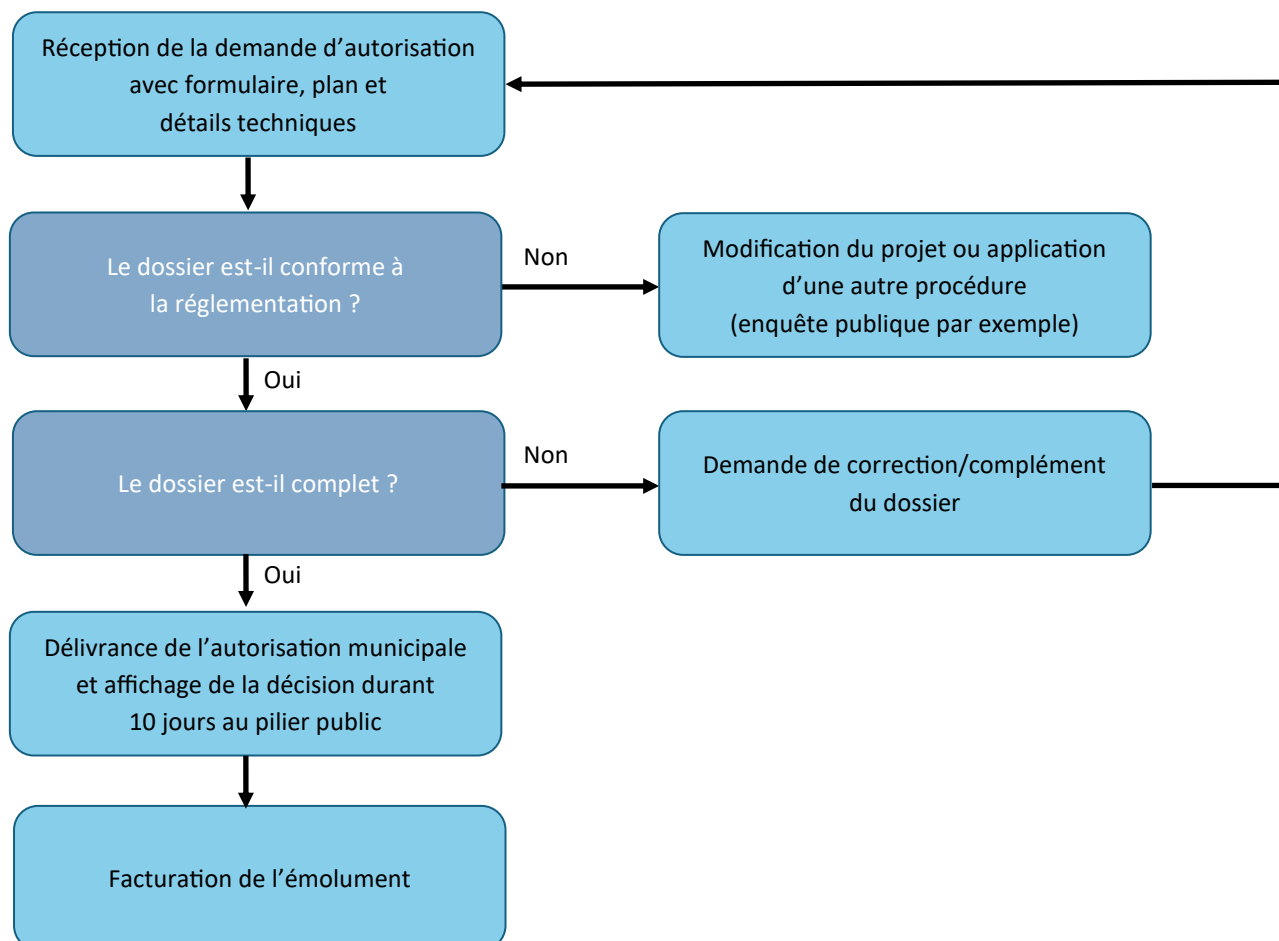 Réception de la demande d’autorisation
avec formulaire, plan et
détails techniques
Le dossier est-il conforme à
la réglementation ?
Non
Modification du projet ou application
d’une autre procédure
(enquête publique par exemple)
Oui
Le dossier est-il complet ?
Non
Demande de correction/complément
du dossier
Oui
Délivrance de l’autorisation municipale
et affichage de la décision durant
10 jours au pilier public
Facturation de l’émolument